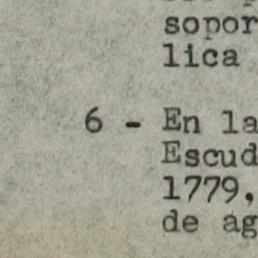 sopor
lica
6 - En la
Escud
1779,
de ag